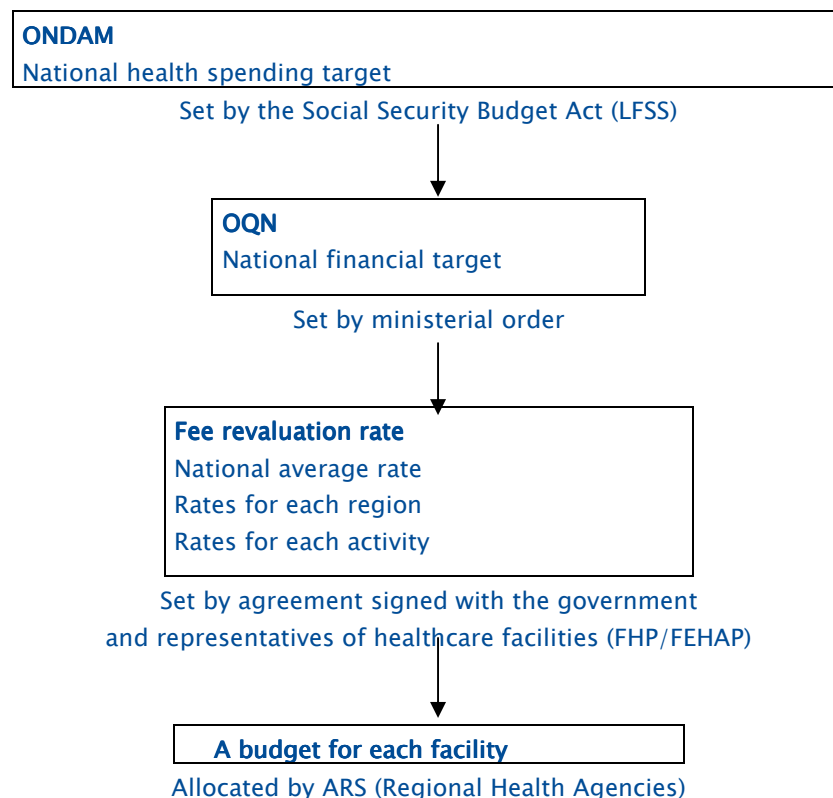 ONDAM
National health spending target
Set by the Social Security Budget Act (LFSS)
OQN
National financial target
Set by ministerial order
Fee revaluation rate
National average rate
Rates for each region
Rates for each activity
Set by agreement signed with the government
and representatives of healthcare facilities (FHP/FEHAP)
A budget for each facility
Allocated by ARS (Regional Health Agencies)